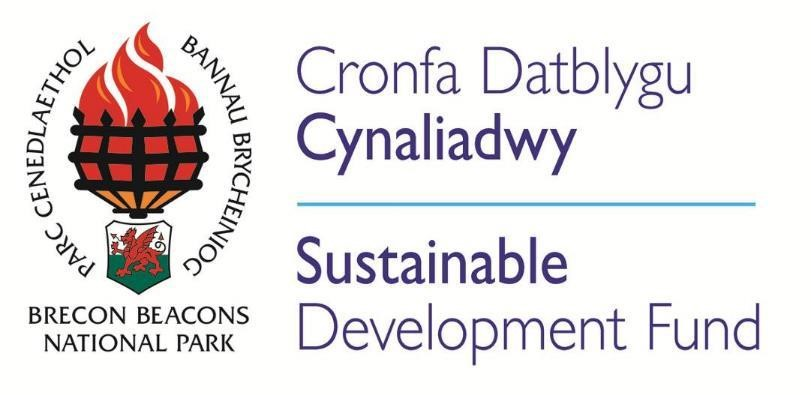 PARC CENEDLAETHOL
BANNAU BRYCHEINIOG
BRECON BEACONS
NATIONAL PARK
Cronfa Datblygu
Cynaliadwy
Sustainable
Development Fund